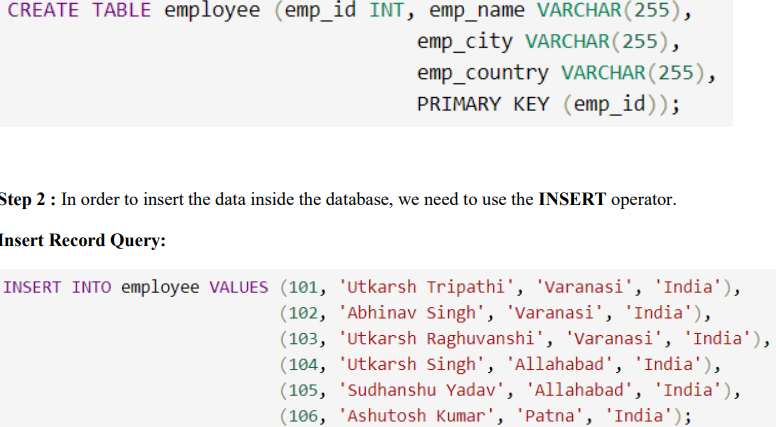 CREATE TABLE employee (emp_id INT, emp_name VARCHAR(255),
emp_city VARCHAR(255),
emp_country VARCHAR(255),
PRIMARY KEY (emp_id));
Step 2 : In order to insert the data inside the database, we need to use the INSERT operator.
Insert Record Query:
INSERT INTO employee VALUES (101, 'Utkarsh Tripathi', 'Varanasi', 'India'),
(102, 'Abhinav Singh', 'Varanasi', 'India'),
(103, 'Utkarsh Raghuvanshi', 'Varanasi', 'India'),
(104, 'Utkarsh Singh', 'Allahabad', 'India'),
(105, 'Sudhanshu Yadav', 'Allahabad', 'India'),
(106, 'Ashutosh Kumar', 'Patna', 'India');